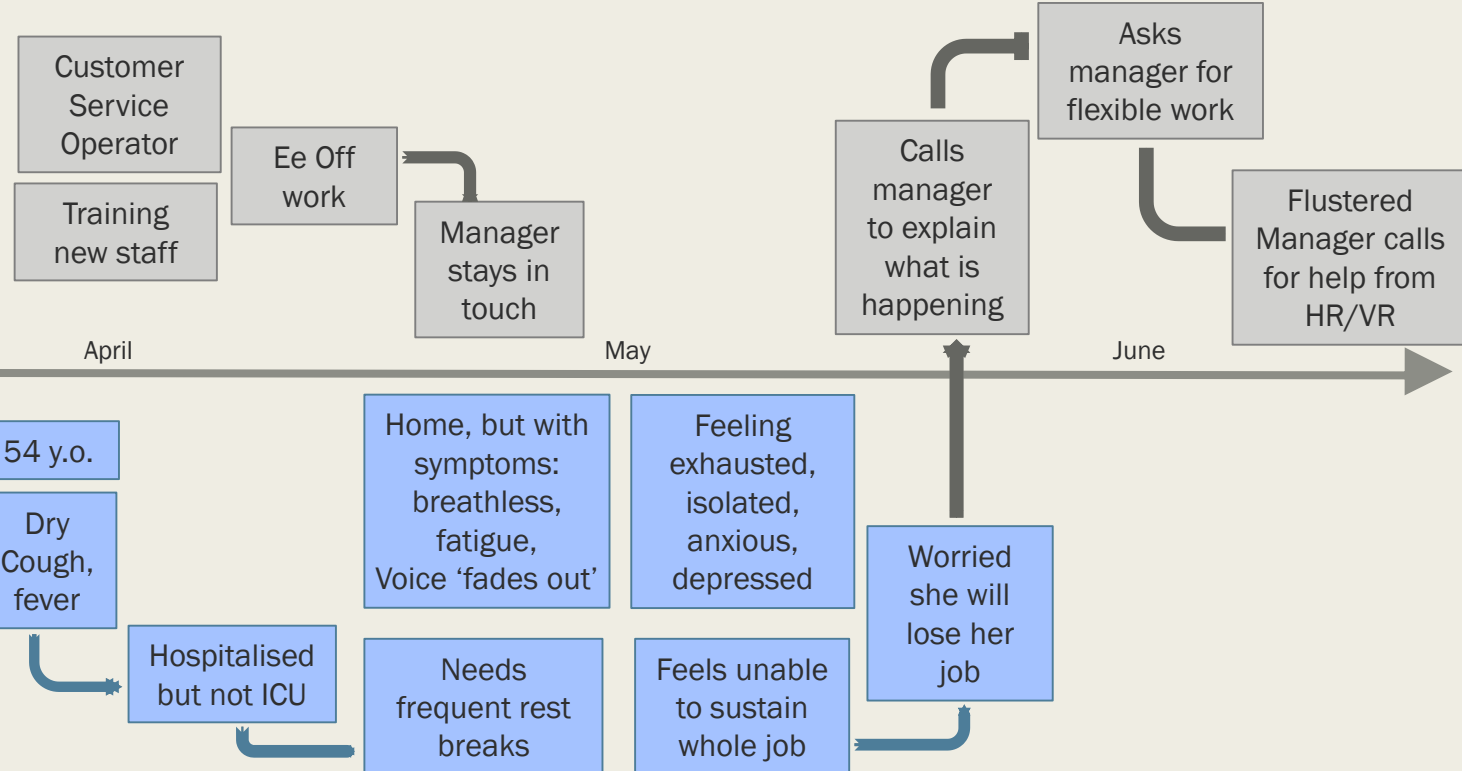 Customer
Service
Operator
Training
new staff
Ee Off
work
Manager
stays in
touch
Calls
manager
to explain
what is
happening
Asks
manager for
flexible work
Flustered
Manager calls
for help from
HR/VR
April
May
June
54 y.o.
Dry
Cough,
fever
Hospitalised
but not ICU
Home, but with
symptoms:
breathless,
fatigue,
Voice ‘fades out’
Needs
frequent rest
breaks
Feeling
exhausted,
isolated,
anxious,
depressed
Feels unable
to sustain
whole job
Worried
she will
lose her
job